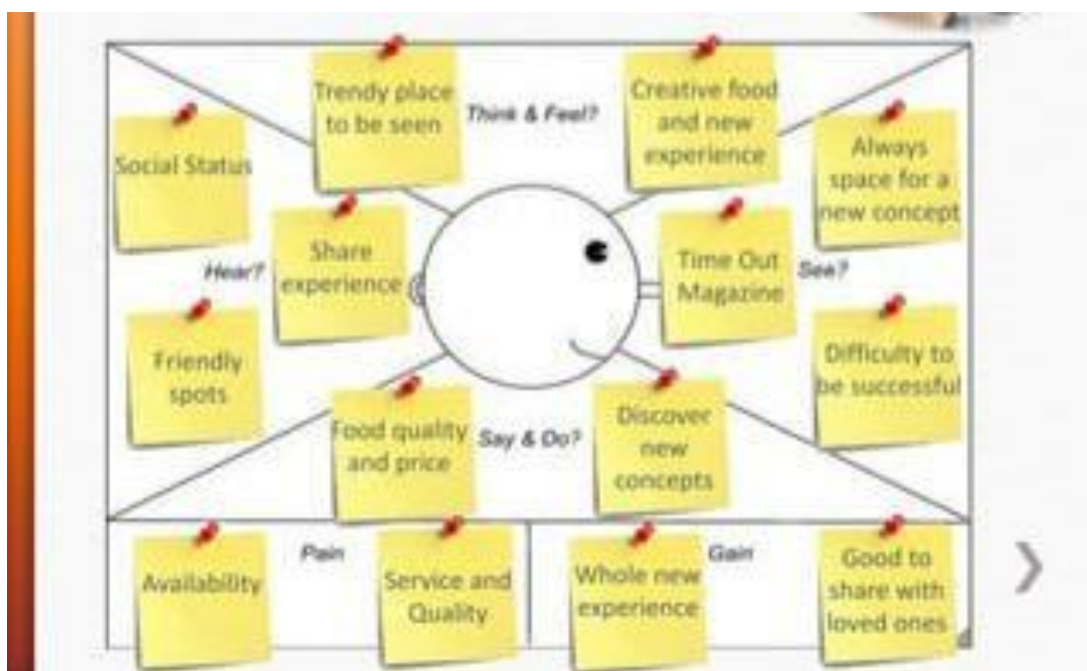 Trendy place
to be seen
Think & Feel?
Creative food
and new
experience
Social Status
Always
space for a
new concept
Hear?
Share
experience
Time Out
Magazine
See?
Friendly
spots
Difficulty to
be successful
Food quality
and price
Say & Do?
Discover
new
concepts
Pain
Availability
Service and
Quality
Gain
Whole new
experience
Good to
share with
loved ones